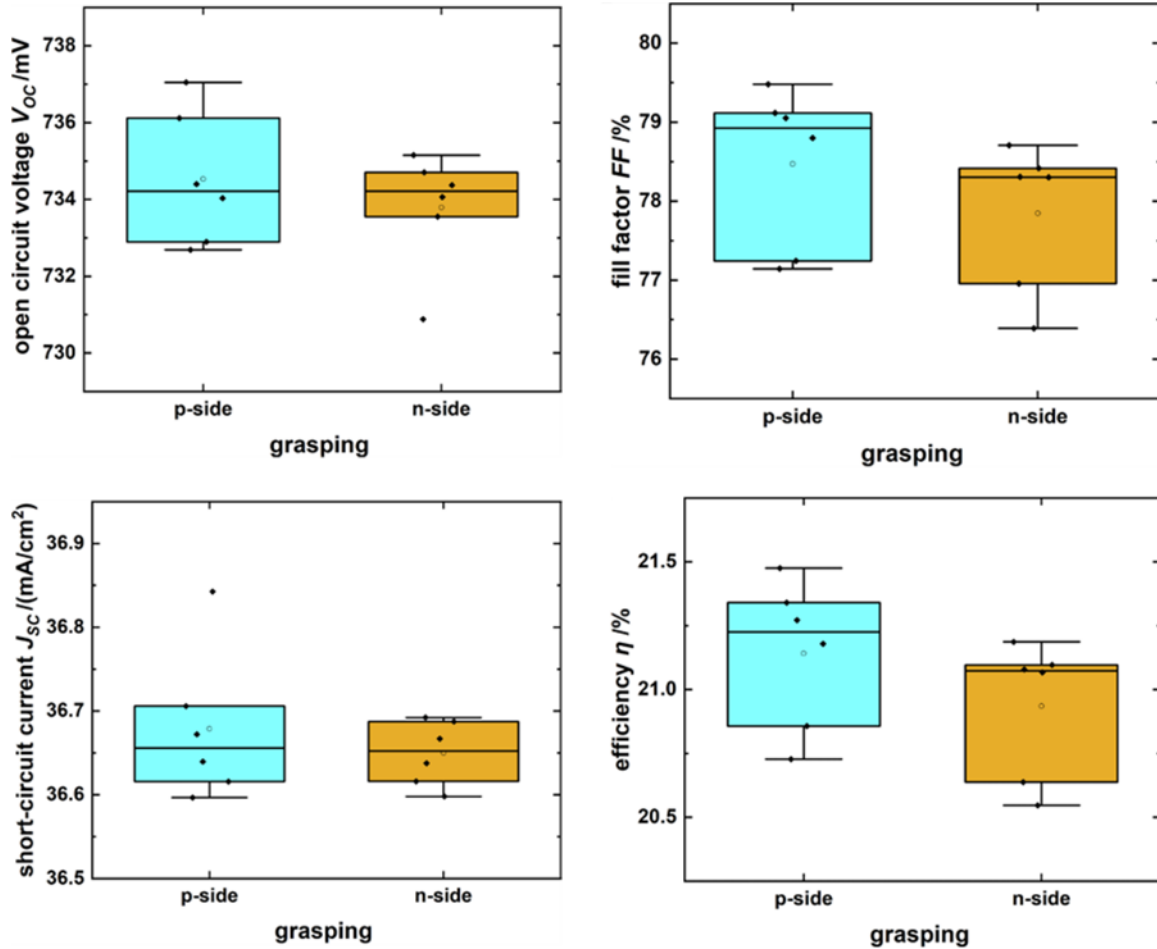 open circuit voltage V_OC /mV
738
736
734
732
730
p-side
n-side
grasping
fill factor FF /%
80
79
78
77
76
p-side
n-side
grasping
short-circuit current J_SC /(mA/cm²)
36.9
36.8
36.7
36.6
36.5
p-side
n-side
grasping
efficiency η /%
21.5
21.0
20.5
p-side
n-side
grasping